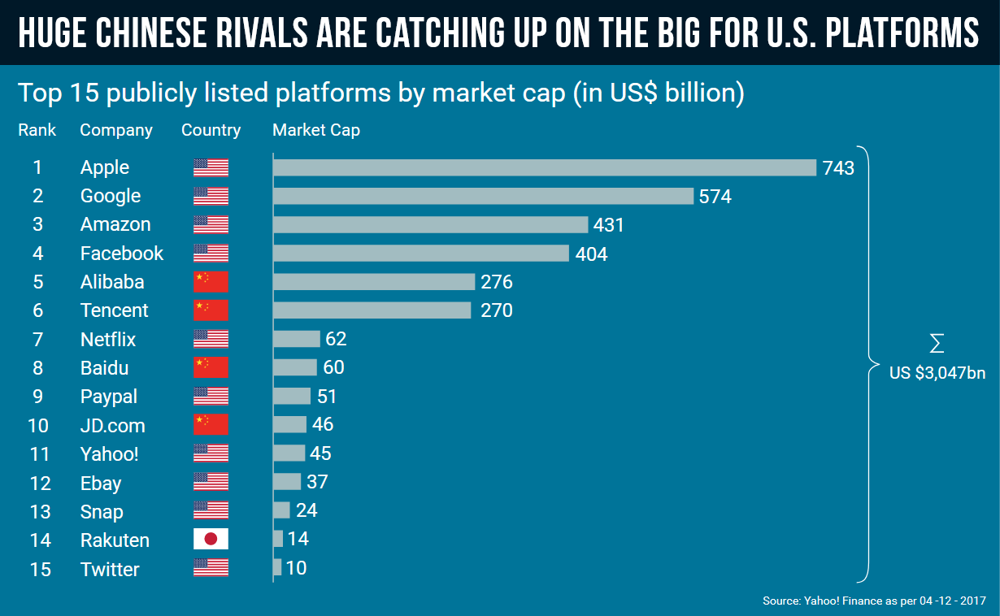 HUGE CHINESE RIVALS ARE CATCHING UP ON THE BIG FOR U.S. PLATFORMS
Top 15 publicly listed platforms by market cap (in US$ billion)
Rank Company Country Market Cap
1 Apple 743
2 Google 574
3 Amazon 431
4 Facebook 404
5 Alibaba 276
6 Tencent 270
7 Netflix 62
8 Baidu 60
9 Paypal 51
10 JD.com 46
11 Yahoo! 45
12 Ebay 37
13 Snap 24
14 Rakuten 14
15 Twitter 10
∑
US $3,047bn
Source: Yahoo! Finance as per 04 -12 - 2017